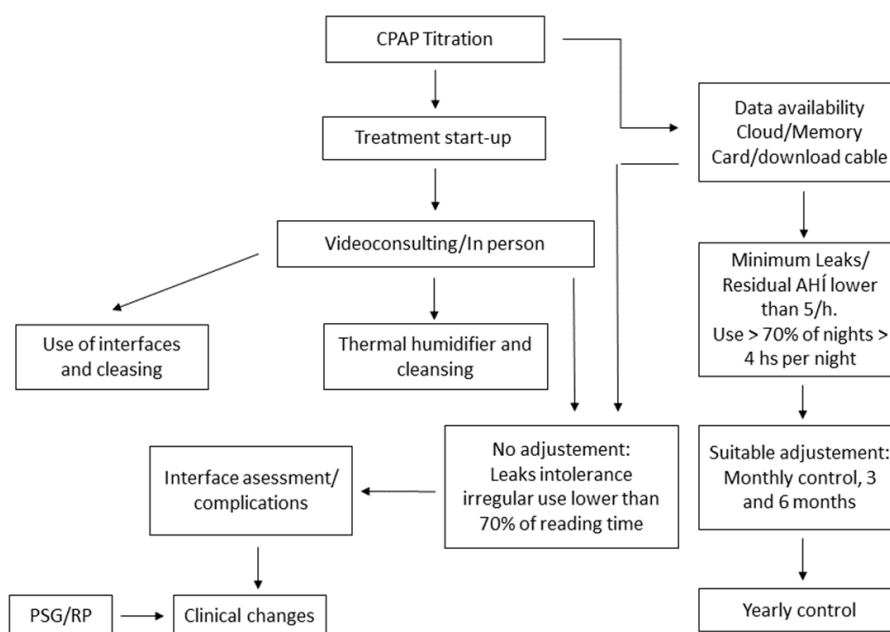 CPAP Titration
Data availability
Cloud/Memory
Card/download cable
Treatment start-up
Videoconsulting/In person
Minimum Leaks/
Residual AHÍ lower
than 5/h.
Use > 70% of nights >
4 hs per night
Use of interfaces
and cleasing
Thermal humidifier and
cleansing
No adjustement:
Leaks intolerance
irregular use lower than
70% of reading time
Suitable adjustement:
Monthly control, 3
and 6 months
Interface asessment/
complications
PSG/RP
Clinical changes
Yearly control